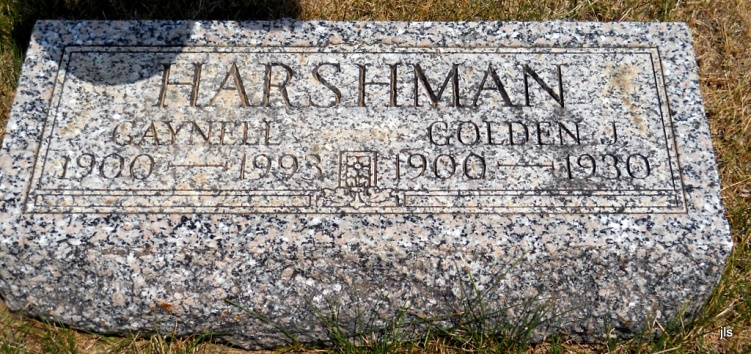 HARSHMAN
GAYNELL GOLDEN J.
1900 — 1993 1900 — 1930
jls